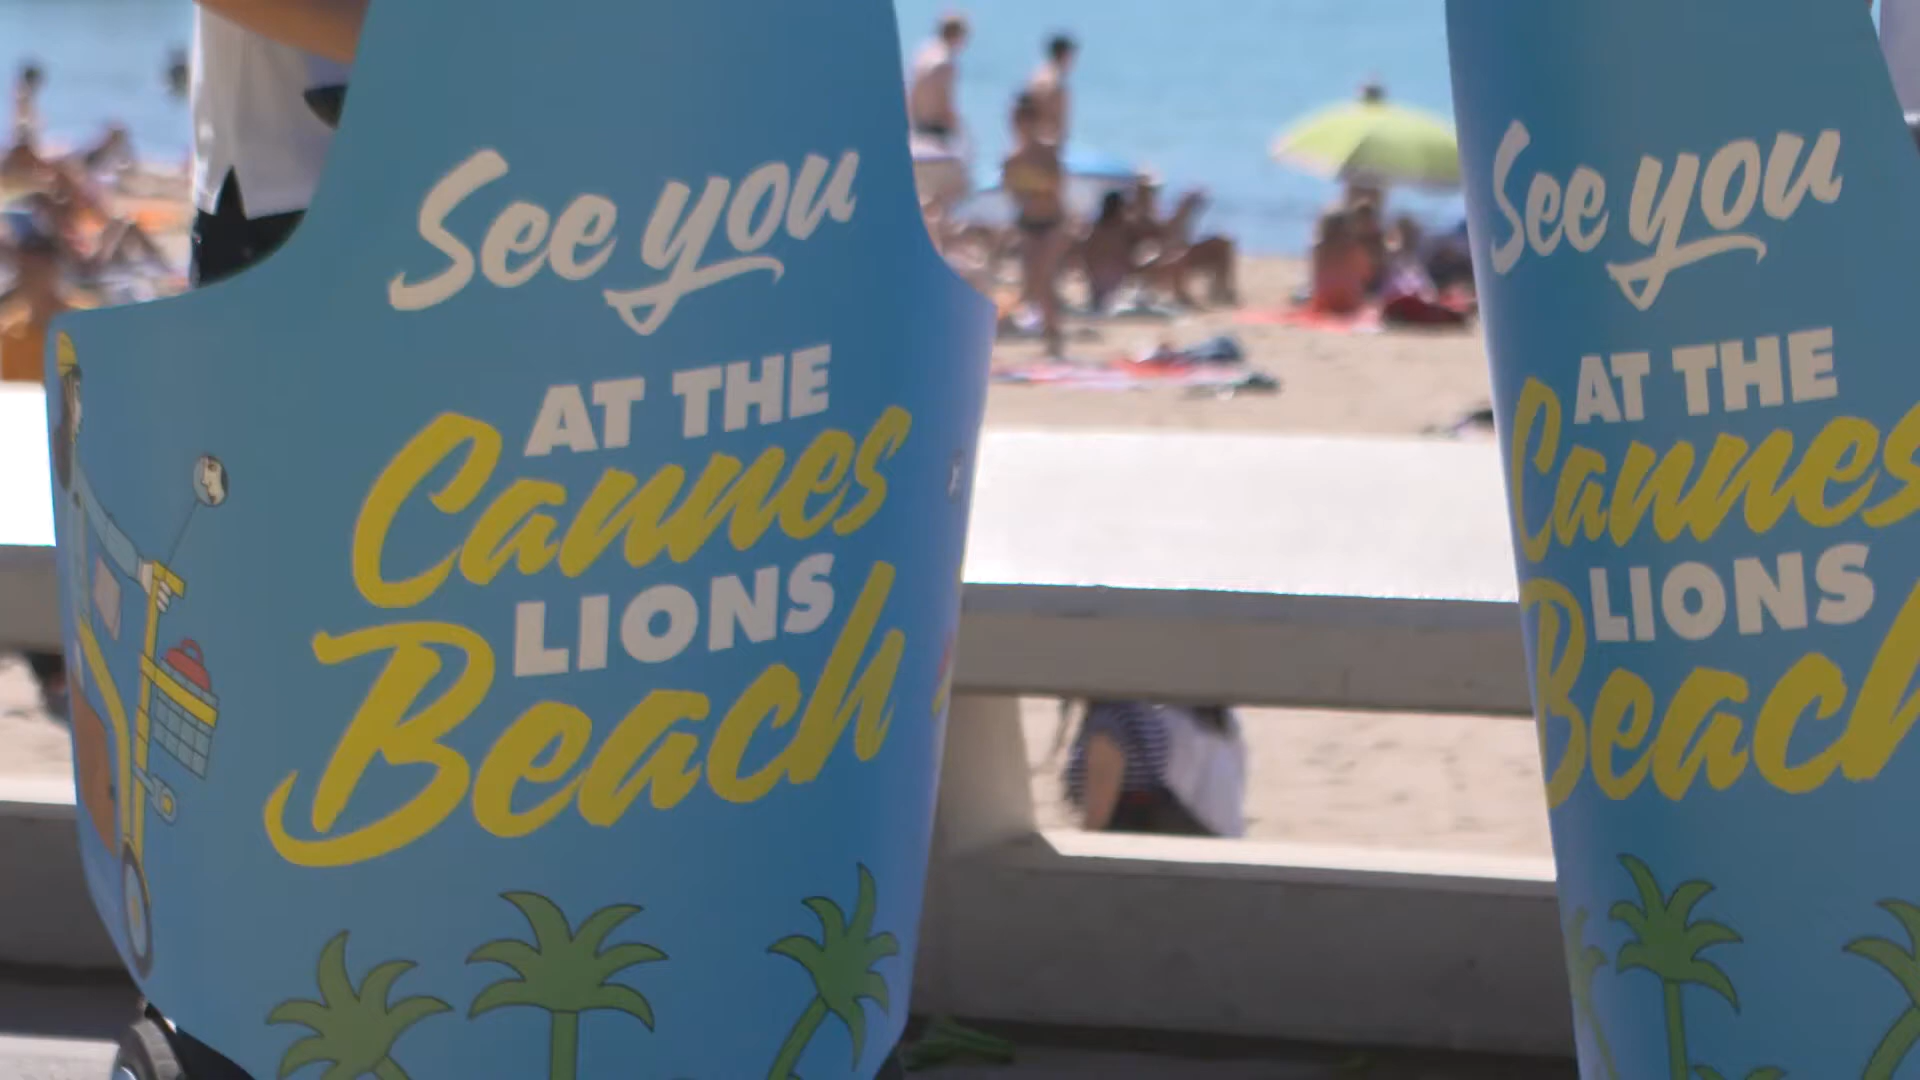 See you
AT THE
Cannes
LIONS
Beach
See you
AT THE
Cannes
LIONS
Beach